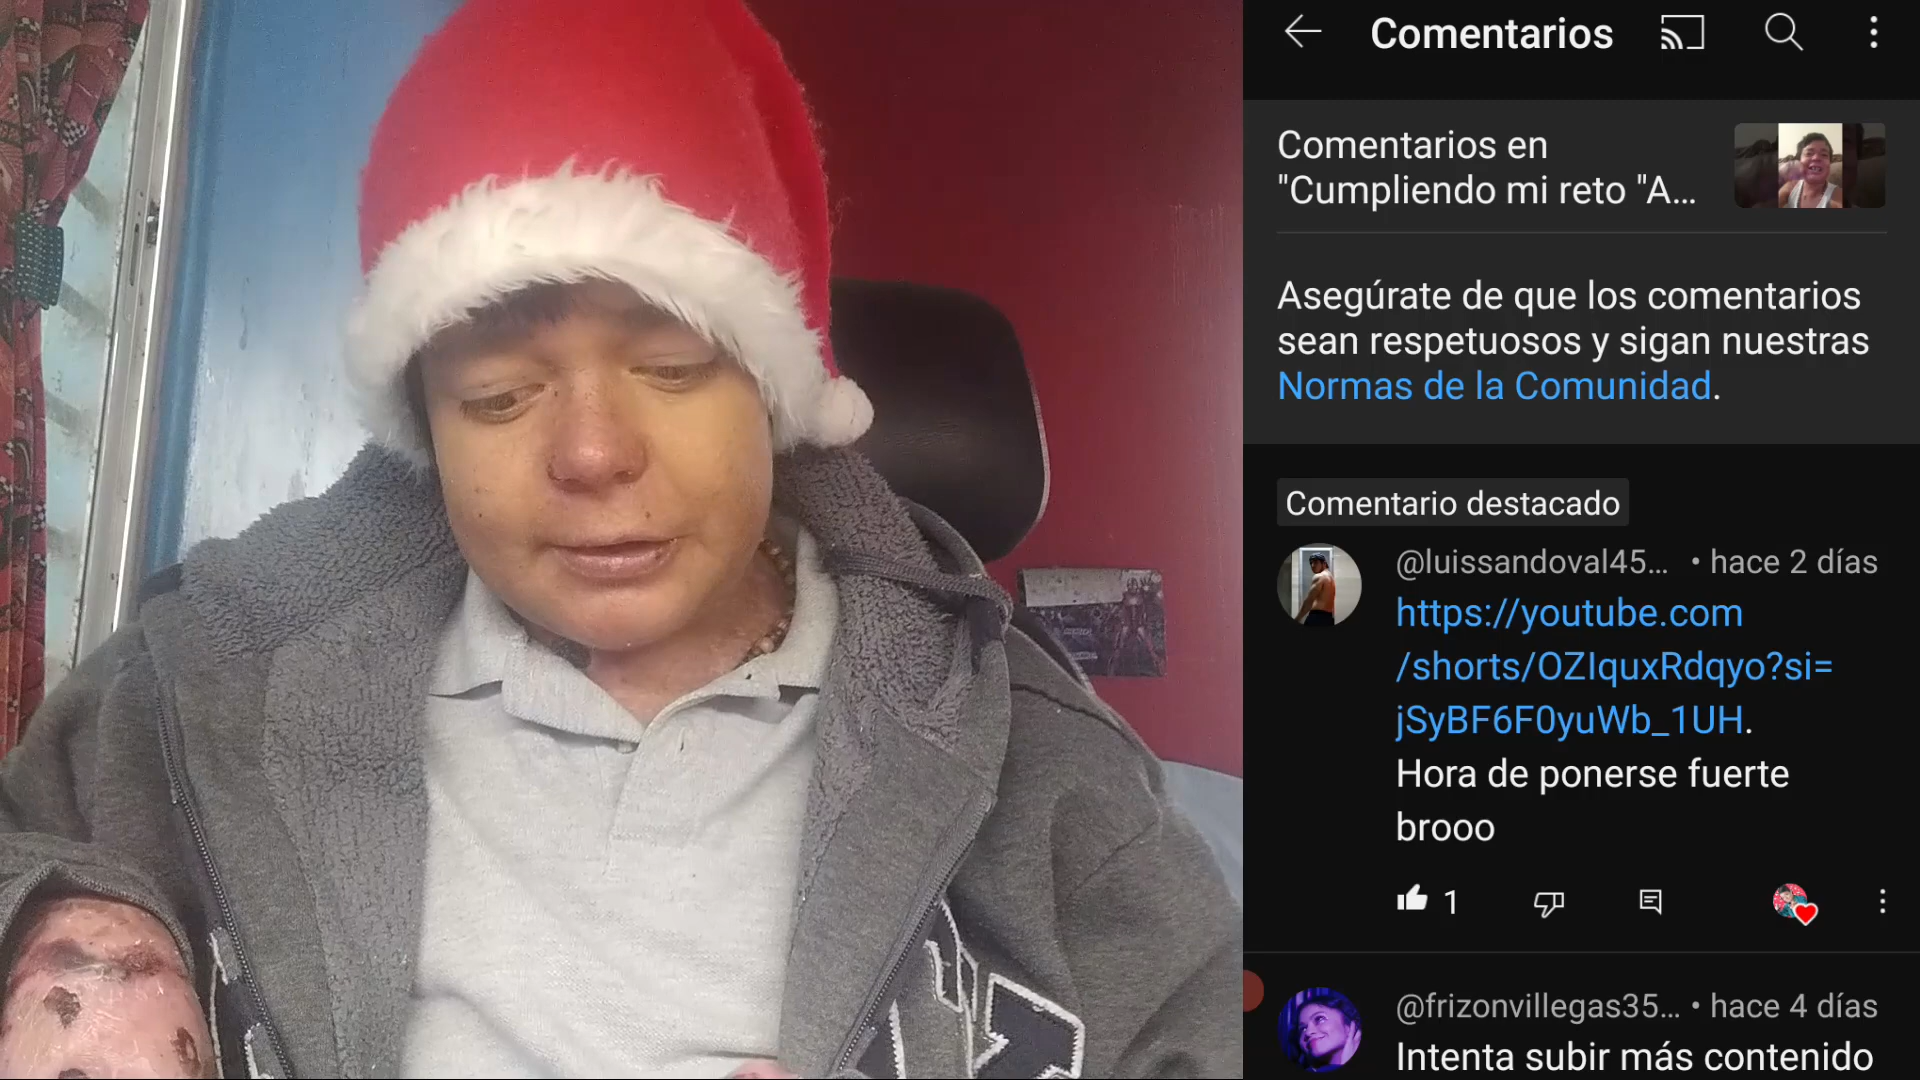 Comentarios
Comentarios en
"Cumpliendo mi reto "A...
Asegúrate de que los comentarios
sean respetuosos y sigan nuestras
Normas de la Comunidad.
Comentario destacado
@luissandoval45... • hace 2 días
https://youtube.com
/shorts/OZIquxRdqyo?si=
jSyBF6F0yuWb_1UH.
Hora de ponerse fuerte
brooo
1
@frizonvillegas35... • hace 4 días
Intenta subir más contenido